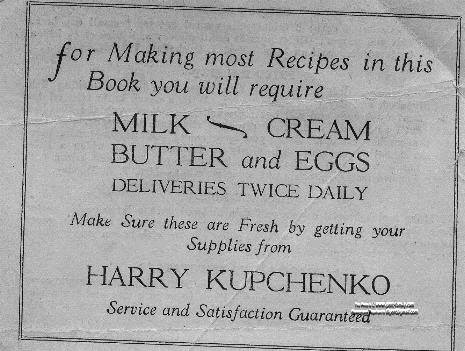 for Making most Recipes in this
Book you will require
MILK CREAM
BUTTER and EGGS
DELIVERIES TWICE DAILY
Make Sure these are Fresh by getting your
Supplies from
HARRY KUPCHENKO
Service and Satisfaction Guaranteed